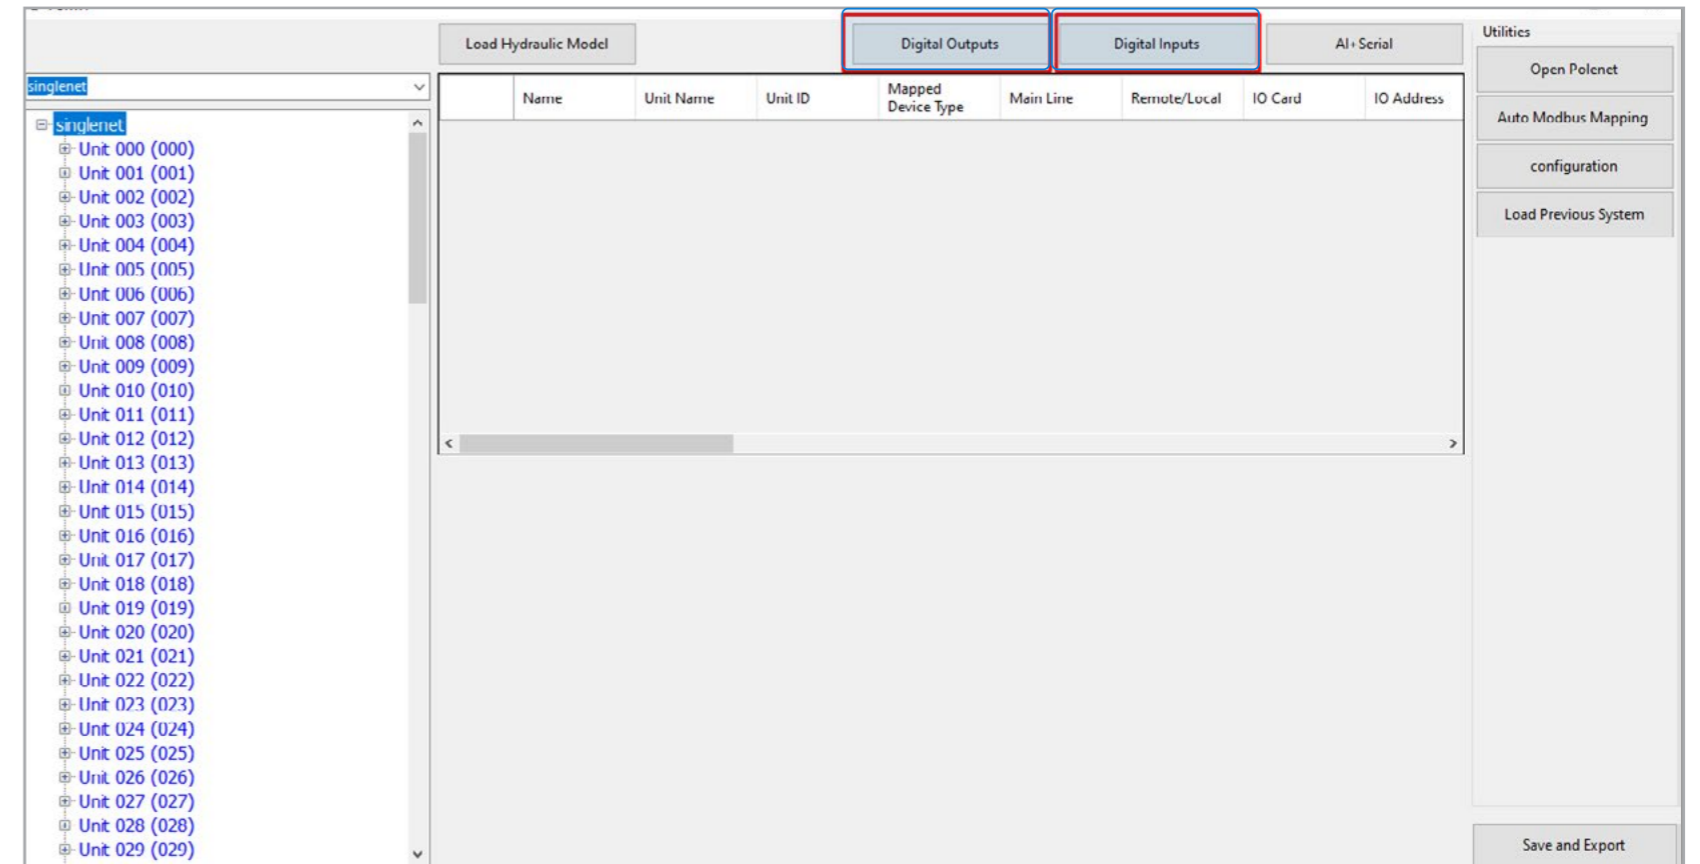 Load Hydraulic Model
Digital Outputs
Digital Inputs
AI+Serial
Utilities
Open Polenet
Auto Modbus Mapping
configuration
Load Previous System
singlenet
Name
Unit Name
Unit ID
Mapped
Device Type
Main Line
Remote/Local
IO Card
IO Address
singlenet
Unit 000 (000)
Unit 001 (001)
Unit 002 (002)
Unit 003 (003)
Unit 004 (004)
Unit 005 (005)
Unit 006 (006)
Unit 007 (007)
Unit 008 (008)
Unit 009 (009)
Unit 010 (010)
Unit 011 (011)
Unit 012 (012)
Unit 013 (013)
Unit 014 (014)
Unit 015 (015)
Unit 016 (016)
Unit 017 (017)
Unit 018 (018)
Unit 019 (019)
Unit 020 (020)
Unit 021 (021)
Unit 022 (022)
Unit 023 (023)
Unit 024 (024)
Unit 025 (025)
Unit 026 (026)
Unit 027 (027)
Unit 028 (028)
Unit 029 (029)
Save and Export